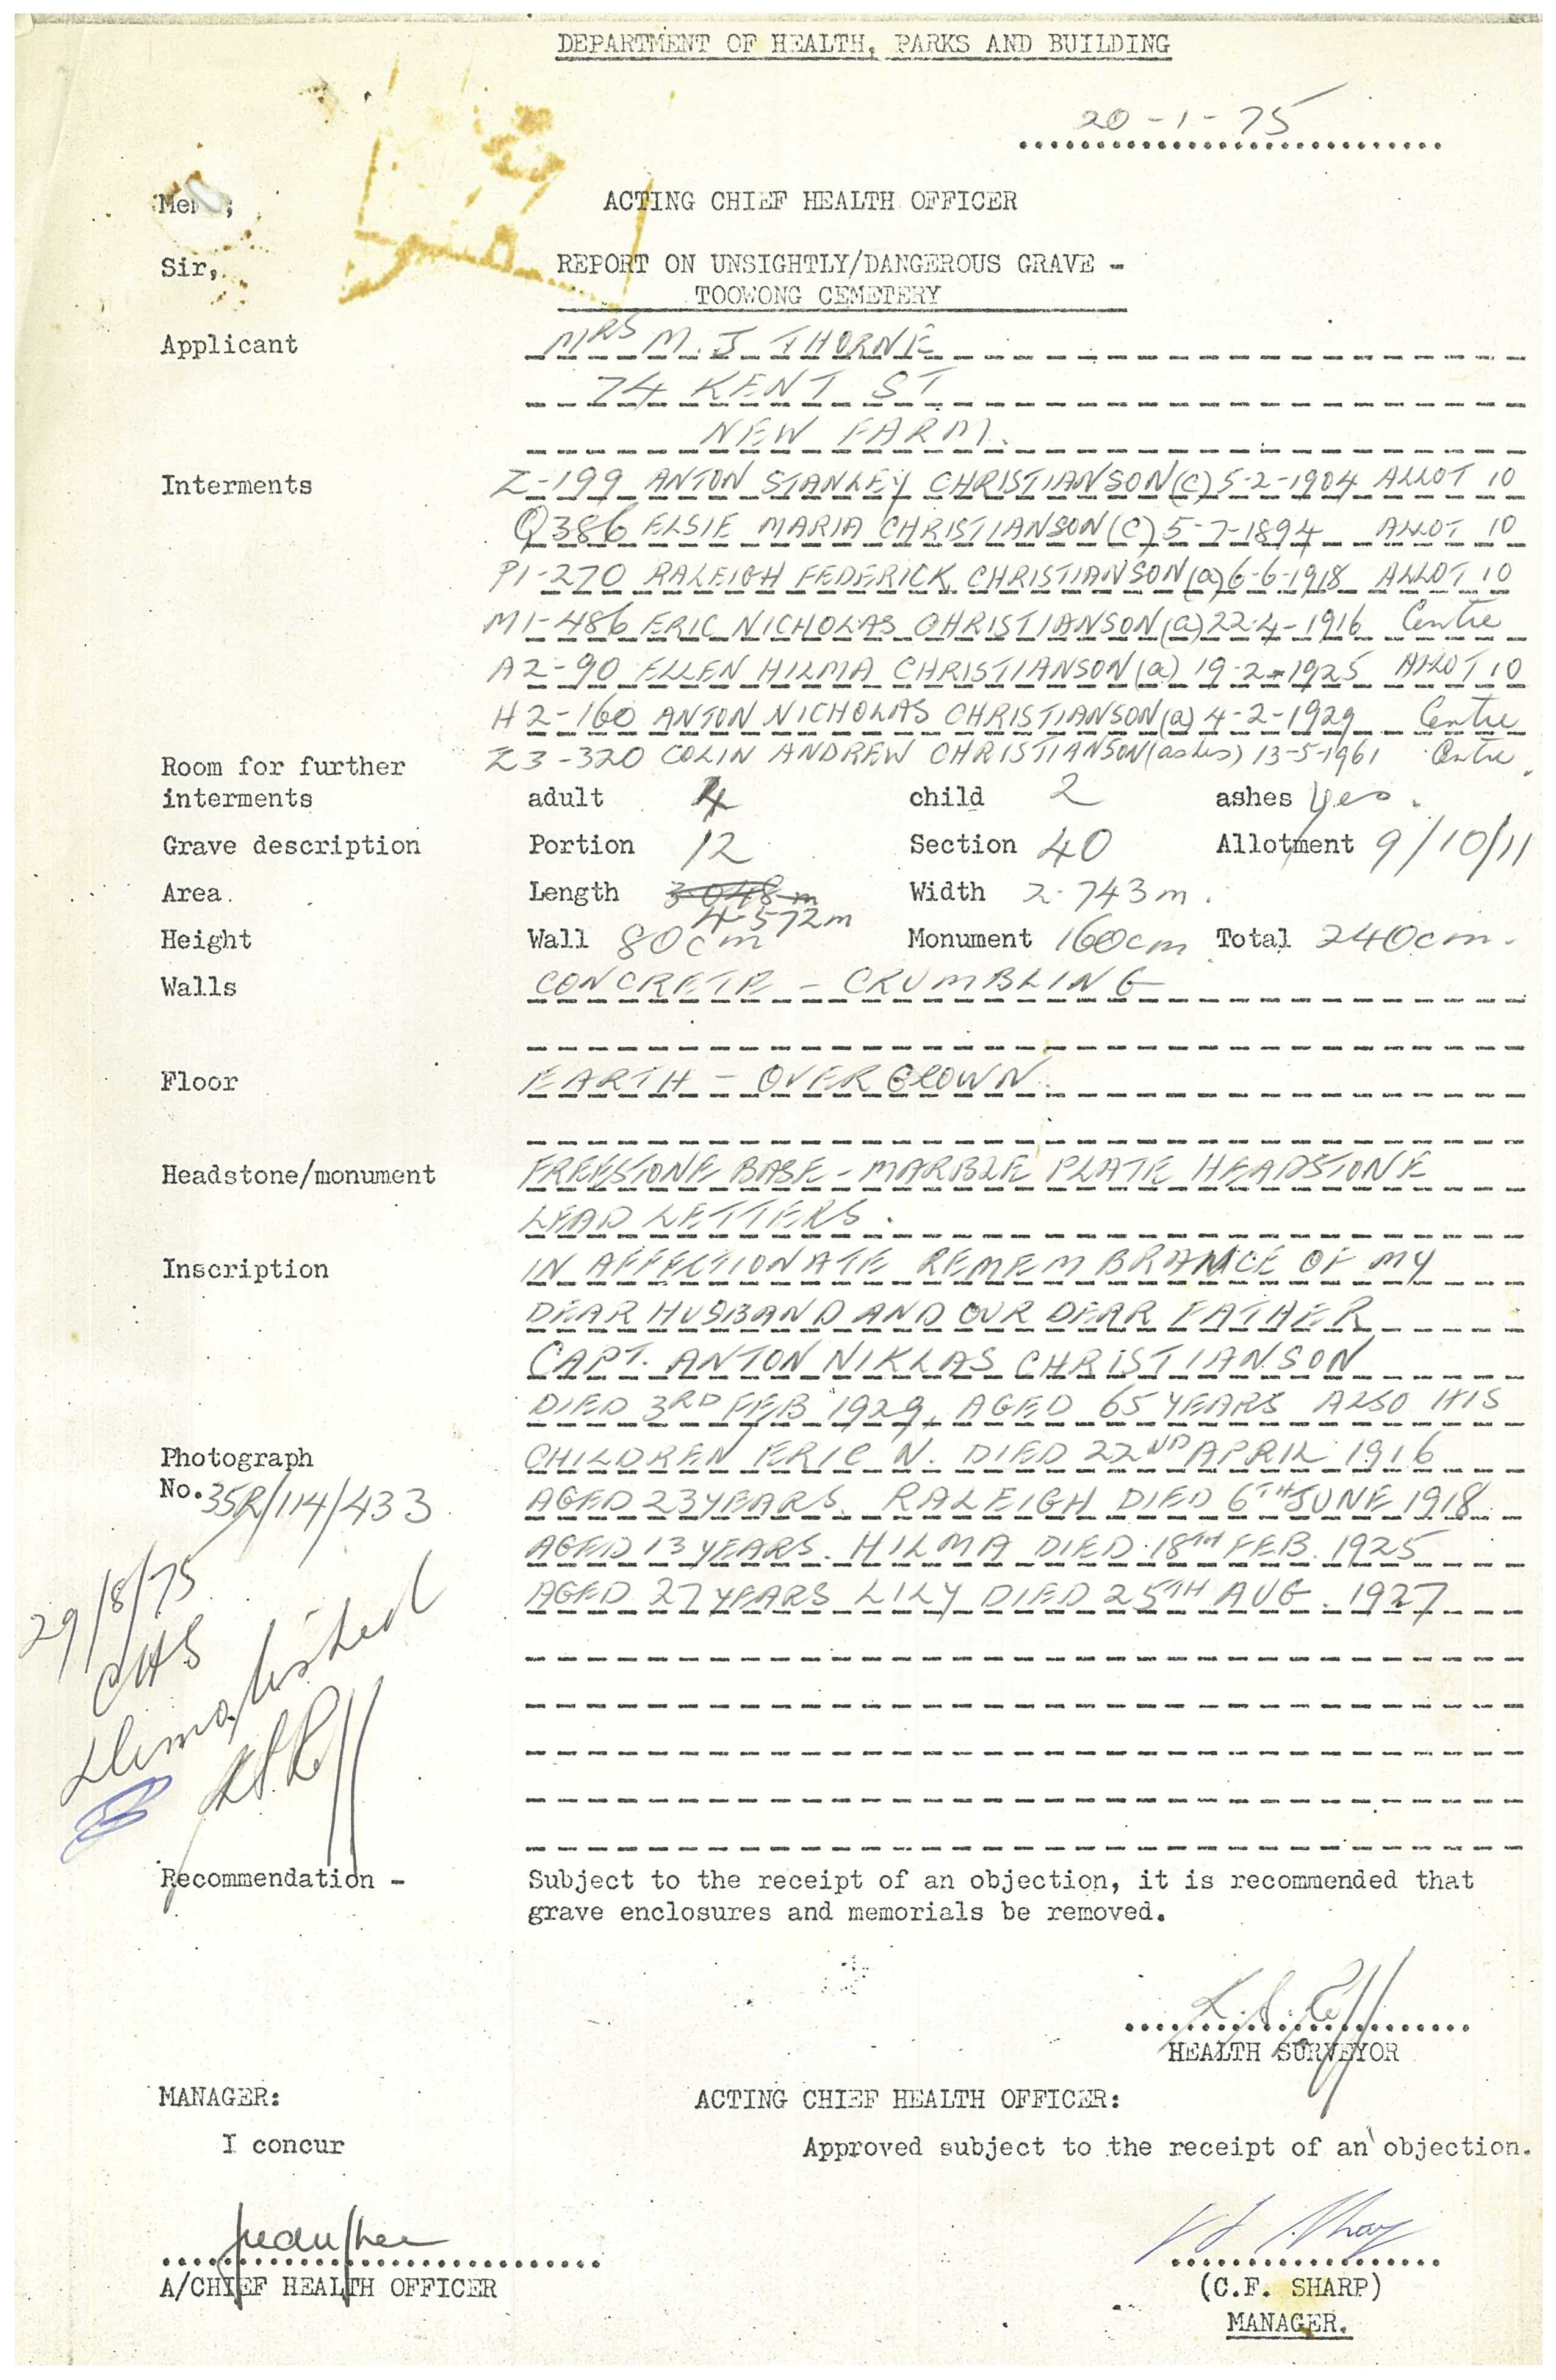 DEPARTMENT OF HEALTH, PARKS AND BUILDING
20-1-75
ACTING CHIEF HEALTH OFFICER
Sir,
REPORT ON UNSIGHTLY/DANGEROUS GRAVE -
TOOWONG CEMETERY
Applicant MRS M. J THORNE
74 KENT ST
NEW FARM.
Interments Z-199 ANTON STANLEY CHRISTIANSON (C) 5-2-1904 ALLOT 10
Q386 ELSIE MARIA CHRISTIANSON (C) 5-7-1894 ALLOT 10
P1-270 RALEIGH FEDERICK CHRISTIANSON (a) 6-6-1918 ALLOT 10
M1-486 ERIC NICHOLAS CHRISTIANSON (a) 22-4-1916 Centre
A2-90 ELLEN HILMA CHRISTIANSON (a) 19-2-1925 ALLOT 10
H2-160 ANTON NICHOLAS CHRISTIANSON (a) 4-2-1929 Centre
Z3-320 COLIN ANDREW CHRISTIANSON (ashes) 13-5-1961 Centre.
Room for further
interments adult 4 child 2 ashes yes.
Grave description Portion 12 Section 40 Allotment 9/10/11
Area. Length 3 048 m Width 2.743 m.
4.572m
Height Wall 80cm Monument 160cm Total 240cm.
Walls CONCRETE - CRUMBLING
Floor EARTH - OVERGROWN.
Headstone/monument FREESTONE BASE - MARBLE PLATE HEADSTONE
LEAD LETTERS.
Inscription IN AFFECTIONATE REMEMBRANCE OF MY
DEAR HUSBAND AND OUR DEAR FATHER
CAPT. ANTON NIKLAS CHRISTIANSON
DIED 3RD FEB 1929, AGED 65 YEARS ALSO HIS
Photograph CHILDREN ERIC N. DIED 22ND APRIL 1916
No. 35R/114/433 AGED 23 YEARS. RALEIGH DIED 6TH JUNE 1918
AGED 13 YEARS. HILMA DIED 18TH FEB. 1925
AGED 27 YEARS LILY DIED 25TH AUG. 1927
29/8/75
CHS
Demolished
Recommendation - Subject to the receipt of an objection, it is recommended that
grave enclosures and memorials be removed.
HEALTH SURVEYOR
MANAGER: ACTING CHIEF HEALTH OFFICER:
I concur Approved subject to the receipt of an objection.
A/CHIEF HEALTH OFFICER (C.F. SHARP)
MANAGER.